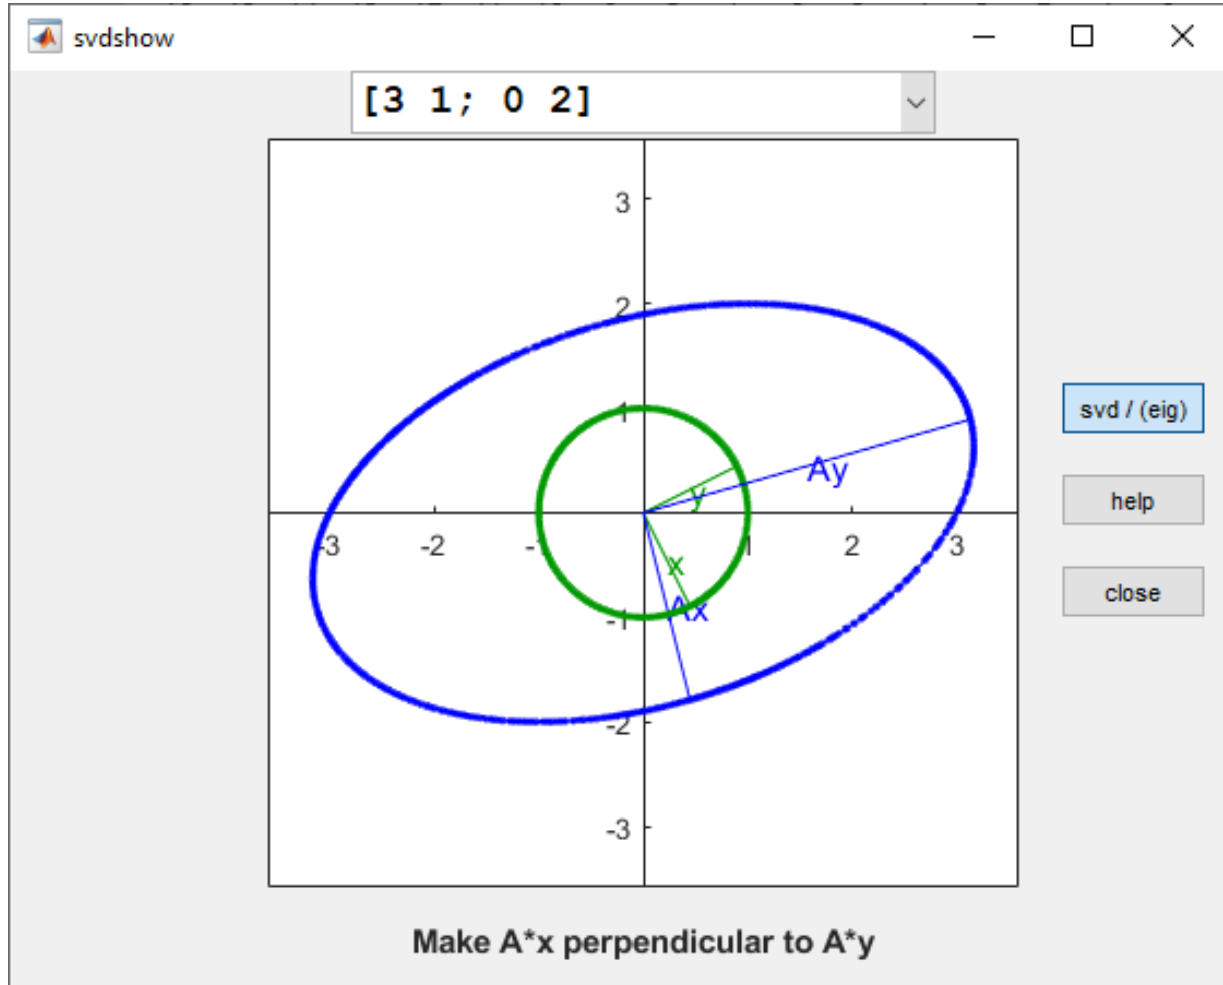 svdshow
[3 1; 0 2]
3
2
1
Ay
y
-3 -2 -1 1 2 3
x
Ax
-1
-2
-3
svd / (eig)
help
close
Make A*x perpendicular to A*y